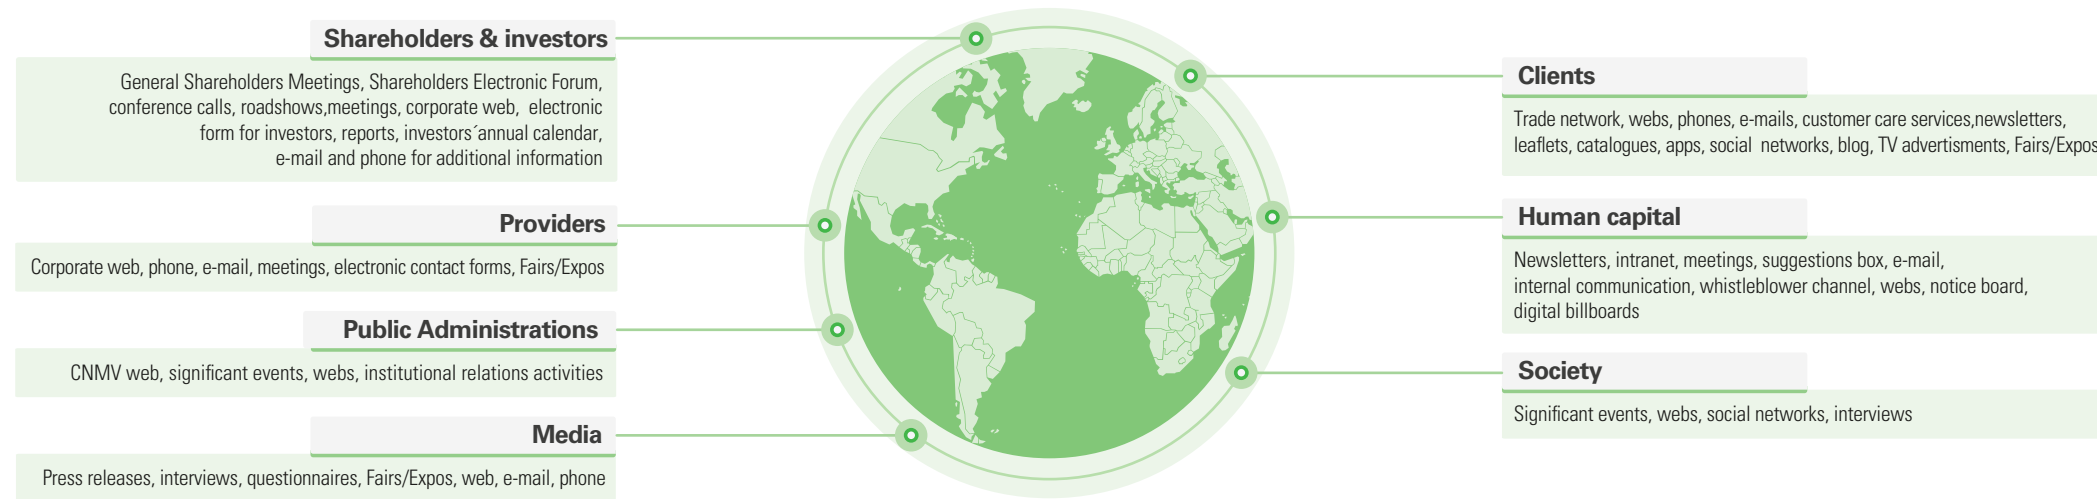 Shareholders & investors
General Shareholders Meetings, Shareholders Electronic Forum,
conference calls, roadshows,meetings, corporate web, electronic
form for investors, reports, investors´annual calendar,
e-mail and phone for additional information
Providers
Corporate web, phone, e-mail, meetings, electronic contact forms, Fairs/Expos
Public Administrations
CNMV web, significant events, webs, institutional relations activities
Media
Press releases, interviews, questionnaires, Fairs/Expos, web, e-mail, phone
Clients
Trade network, webs, phones, e-mails, customer care services,newsletters,
leaflets, catalogues, apps, social networks, blog, TV advertisments, Fairs/Expos
Human capital
Newsletters, intranet, meetings, suggestions box, e-mail,
internal communication, whistleblower channel, webs, notice board,
digital billboards
Society
Significant events, webs, social networks, interviews